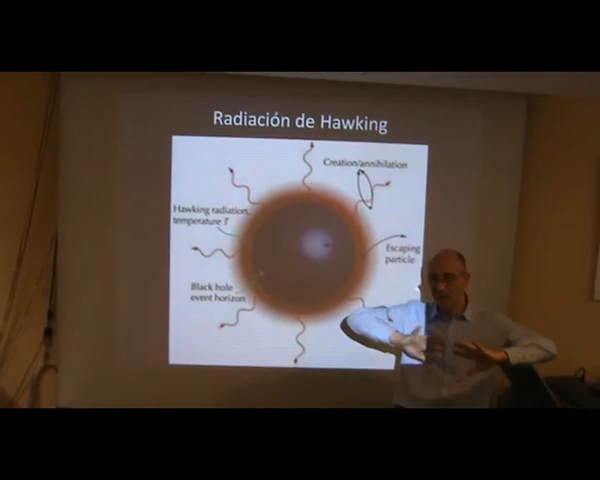 Radiación de Hawking
Creation/annihilation
Hawking radiation,
temperature T
Escaping
particle
Black hole
event horizon